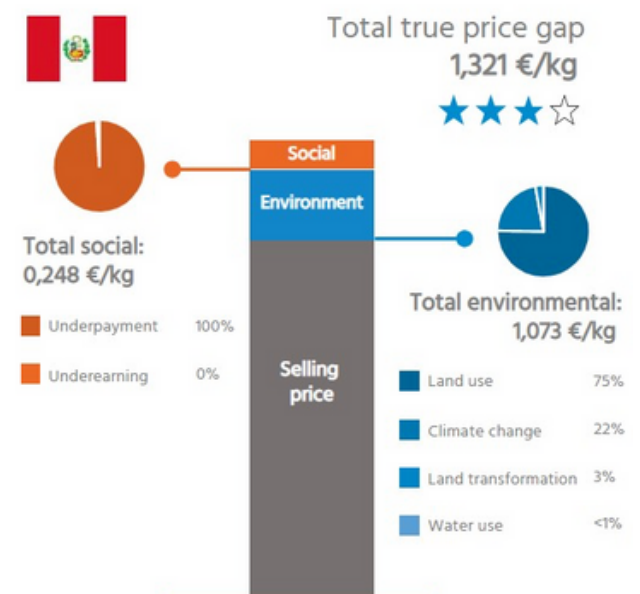 Total true price gap
1,321 €/kg
Social
Environment
Selling
price
Total social:
0,248 €/kg
Underpayment 100%
Underearning 0%
Total environmental:
1,073 €/kg
Land use 75%
Climate change 22%
Land transformation 3%
Water use <1%